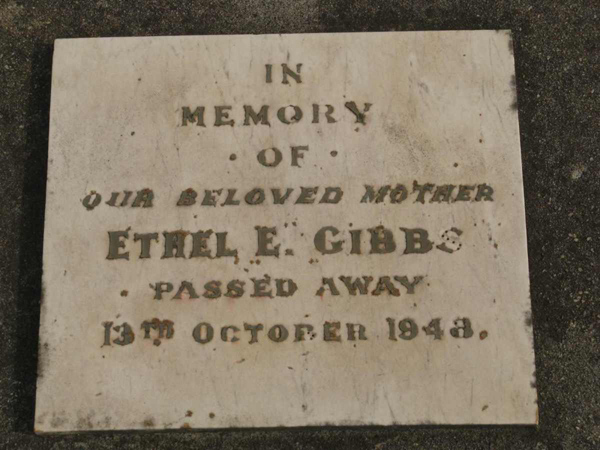 IN
MEMORY
· OF ·
OUR BELOVED MOTHER
ETHEL E. GIBBS
PASSED AWAY
13TH OCTOBER 1948.